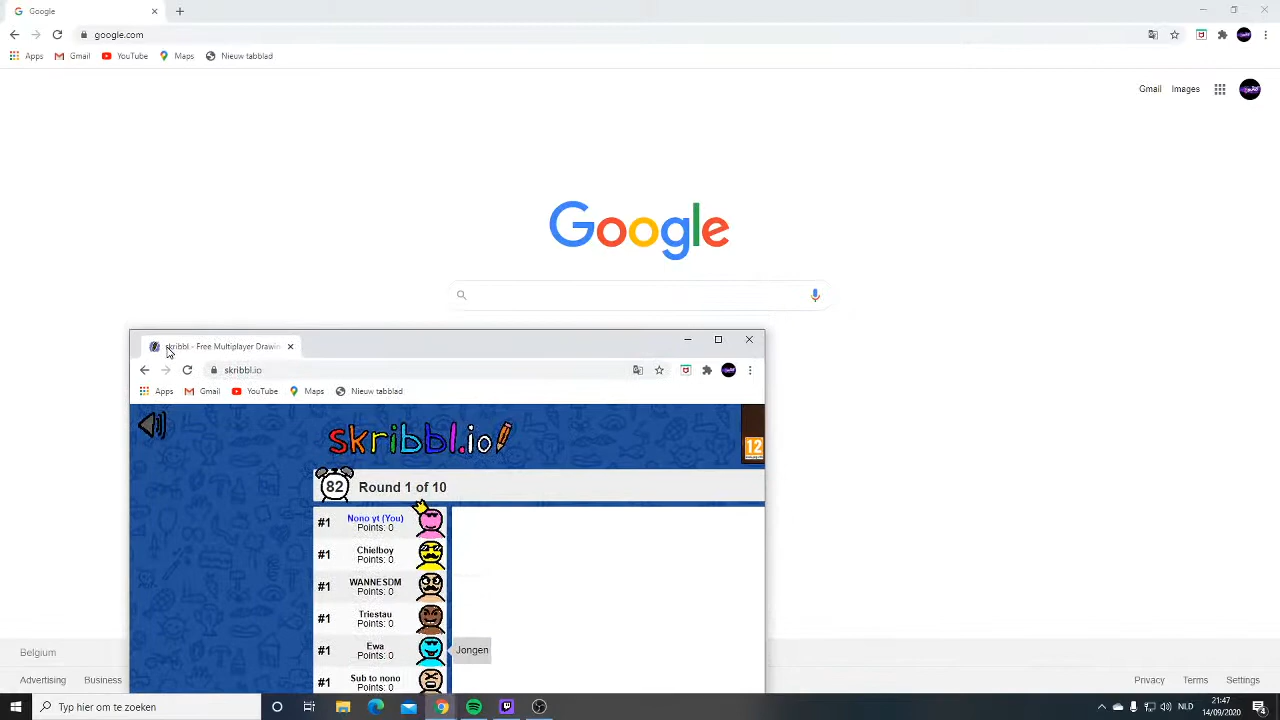 Google
google.com
Apps Gmail YouTube Maps Nieuw tabblad
Gmail Images
Google
skribbl - Free Multiplayer Drawin
skribbl.io
Apps Gmail YouTube Maps Nieuw tabblad
skribbl.io
12
82 Round 1 of 10
#1 Nono yt (You)
Points: 0
#1 Chielboy
Points: 0
#1 WANNESDM
Points: 0
#1 Triestau
Points: 0
#1 Ewa
Points: 0
Jongen
#1 Sub to nono
Points: 0
Belgium
Advertising Business
Privacy Terms Settings
Typ hier om te zoeken
NLD
21:47
14/09/2020